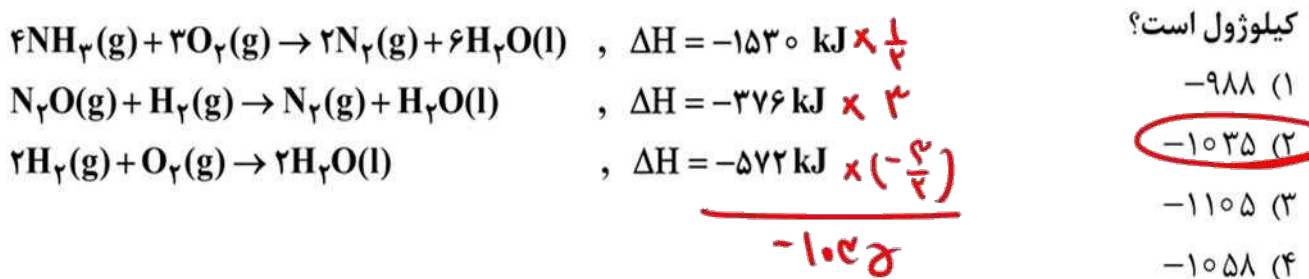 کیلوژول است؟
۴NH۳(g) + ۳O۲(g) → ۲N۲(g) + ۶H۲O(l) , ΔH = −۱۵۳۰ kJ × ۱/۲
N۲O(g) + H۲(g) → N۲(g) + H۲O(l) , ΔH = −۳۷۶ kJ × ۳
۲H۲(g) + O۲(g) → ۲H۲O(l) , ΔH = −۵۷۲ kJ × (−۳/۲)
−۱۰۳۵
۱) −۹۸۸
۲) −۱۰۳۵
۳) −۱۱۰۵
۴) −۱۰۵۸